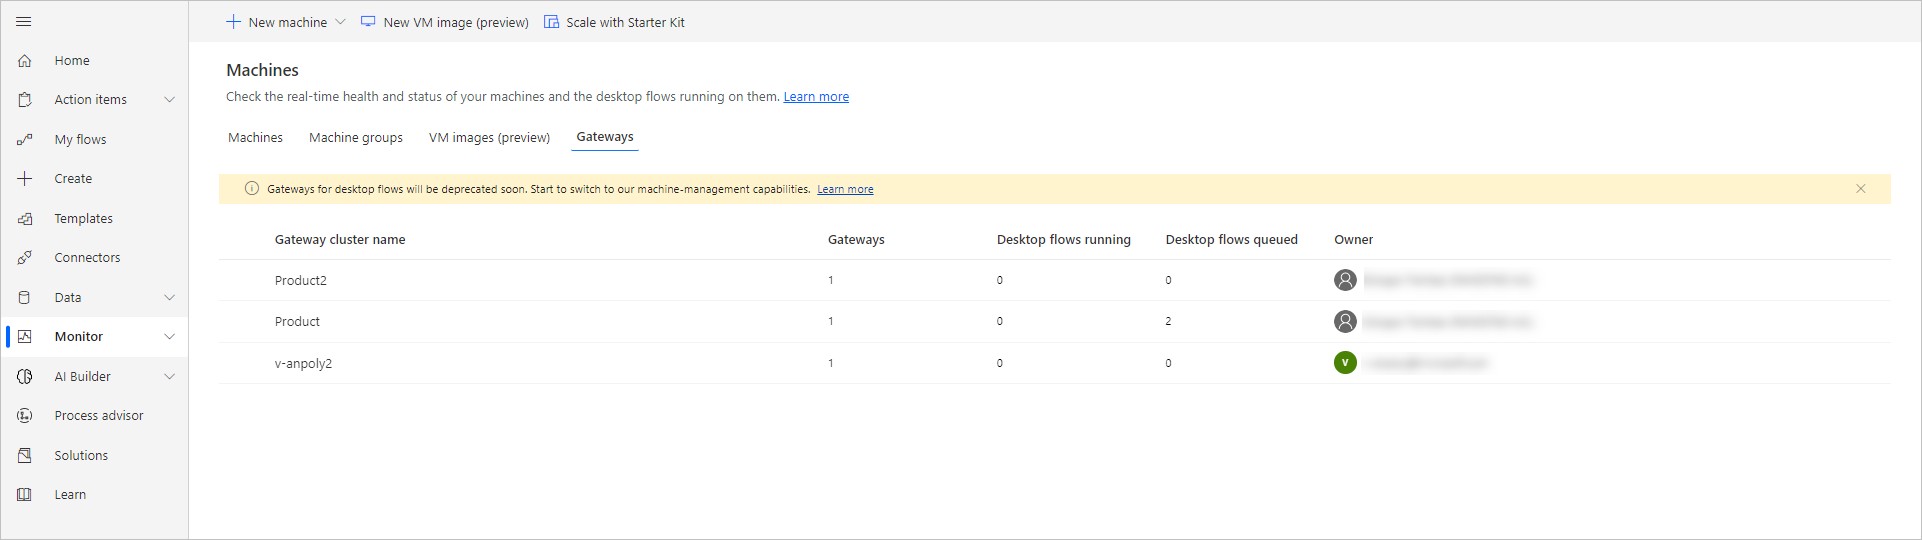 New machine
New VM image (preview)
Scale with Starter Kit
Home
Action items
My flows
Create
Templates
Connectors
Data
Monitor
AI Builder
Process advisor
Solutions
Learn
Machines
Check the real-time health and status of your machines and the desktop flows running on them. Learn more
Machines Machine groups VM images (preview) Gateways
Gateways for desktop flows will be deprecated soon. Start to switch to our machine-management capabilities. Learn more
Gateway cluster name Gateways Desktop flows running Desktop flows queued Owner
Product2 1 0 0
Product 1 0 2
v-anpoly2 1 0 0 V